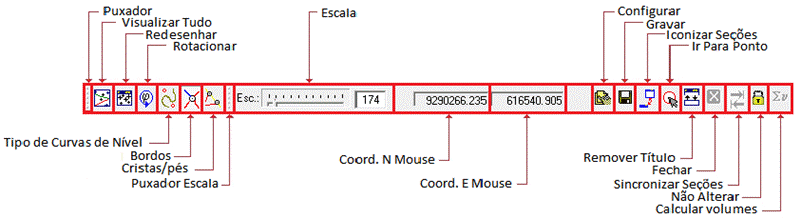 Puxador
Visualizar Tudo
Redesenhar
Rotacionar
Escala
Configurar
Gravar
Iconizar Seções
Ir Para Ponto
Esc.:
174
9290266.235
616540.905
Σv
Tipo de Curvas de Nível
Bordos
Cristas/pés
Puxador Escala
Coord. N Mouse
Coord. E Mouse
Remover Título
Fechar
Sincronizar Seções
Não Alterar
Calcular volumes